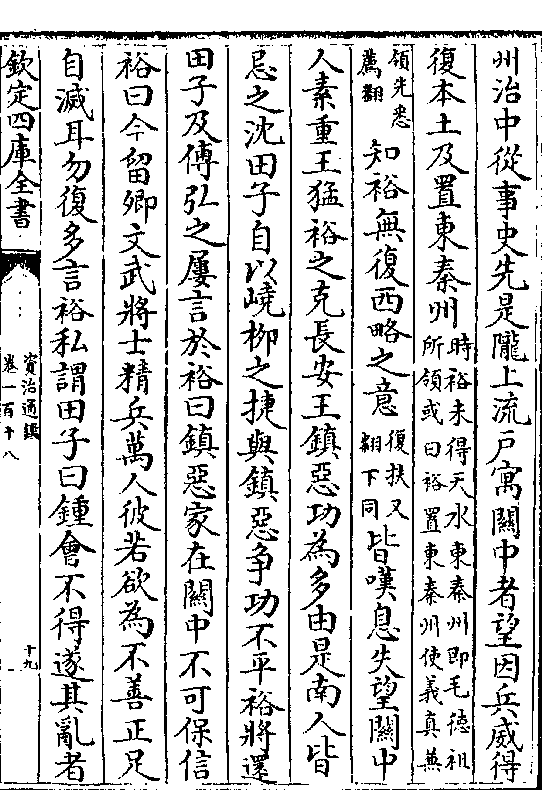 州治中從事史先是隴上流户寓關中者望因兵威得
復本土及置東秦州時裕未得天水東秦州即毛德祖
所領或曰裕置東秦州使義真兼
領先悉
薦翻知裕無復西略之意復扶又
翻下同皆嘆息失望關中
人素重王猛裕之克長安王鎮惡功為多由是南人皆
忌之沈田子自以嶢柳之捷與鎮惡争功不平裕將還
田子及傅弘之屢言於裕曰鎮惡家在關中不可保信
裕曰今留卿文武將士精兵萬人彼若欲為不善正足
自滅耳勿復多言裕私謂田子曰鍾會不得遂其亂者
欽定四庫全書
資治通鑑
卷一百十八
十九